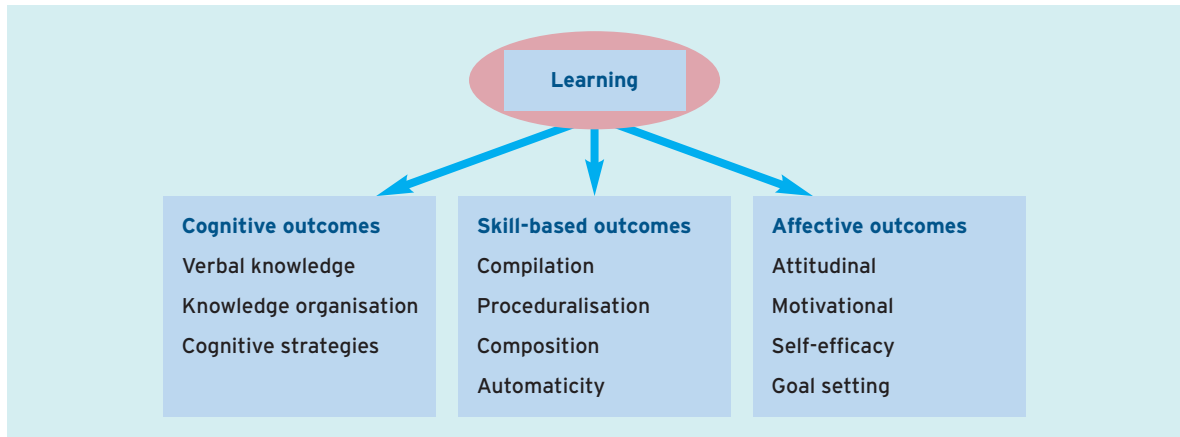 Learning
Cognitive outcomes
Verbal knowledge
Knowledge organisation
Cognitive strategies
Skill-based outcomes
Compilation
Proceduralisation
Composition
Automaticity
Affective outcomes
Attitudinal
Motivational
Self-efficacy
Goal setting